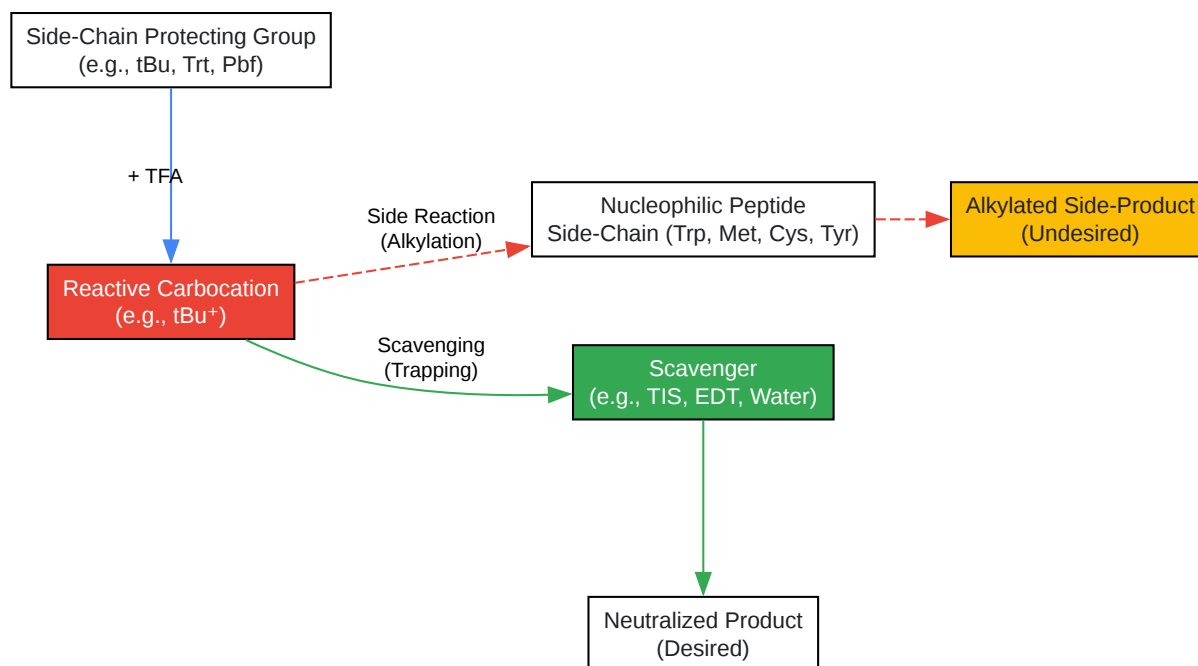 Side-Chain Protecting Group
(e.g., tBu, Trt, Pbf)
+ TFA
Side Reaction
(Alkylation)
Nucleophilic Peptide
Side-Chain (Trp, Met, Cys, Tyr)
Alkylated Side-Product
(Undesired)
Reactive Carbocation
(e.g., tBu⁺)
Scavenging
(Trapping)
Scavenger
(e.g., TIS, EDT, Water)
Neutralized Product
(Desired)